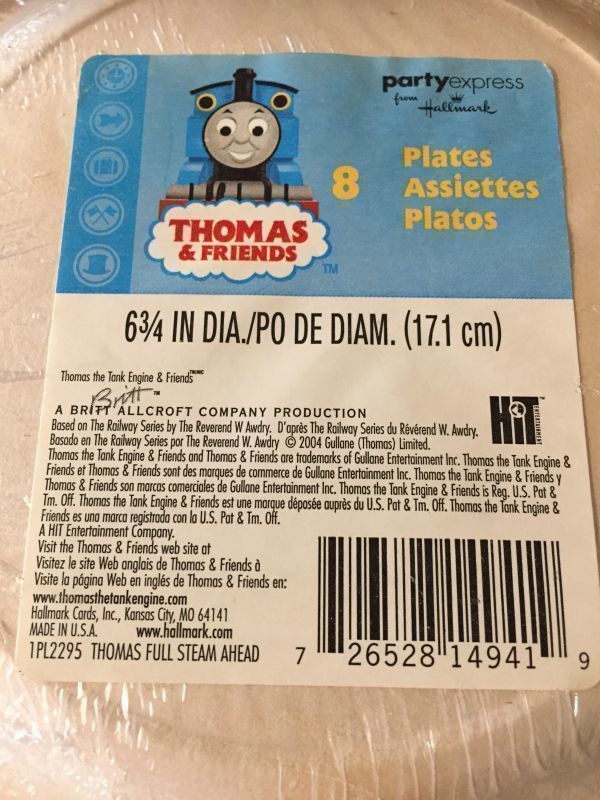 partyexpress
from Hallmark
8
Plates
Assiettes
Platos
THOMAS
& FRIENDS
TM
6¾ IN DIA./PO DE DIAM. (17.1 cm)
Thomas the Tank Engine & Friends
Britt TM
A BRITT ALLCROFT COMPANY PRODUCTION
HiT ENTERTAINMENT
Based on The Railway Series by The Reverend W Awdry. D'après The Railway Series du Révérend W. Awdry.
Basado en The Railway Series por The Reverend W. Awdry © 2004 Gullane (Thomas) Limited.
Thomas the Tank Engine & Friends and Thomas & Friends are trademarks of Gullane Entertainment Inc. Thomas the Tank Engine &
Friends et Thomas & Friends sont des marques de commerce de Gullane Entertainment Inc. Thomas the Tank Engine & Friends y
Thomas & Friends son marcas comerciales de Gullane Entertainment Inc. Thomas the Tank Engine & Friends is Reg. U.S. Pat &
Tm. Off. Thomas the Tank Engine & Friends est une marque déposée auprès du U.S. Pat & Tm. Off. Thomas the Tank Engine &
Friends es una marca registrada con la U.S. Pat & Tm. Off.
A HIT Entertainment Company.
Visit the Thomas & Friends web site at
Visitez le site Web anglais de Thomas & Friends à
Visite la página Web en inglés de Thomas & Friends en:
www.thomasthetankengine.com
Hallmark Cards, Inc., Kansas City, MO 64141
MADE IN U.S.A. www.hallmark.com
1PL2295 THOMAS FULL STEAM AHEAD
7 26528 14941 9